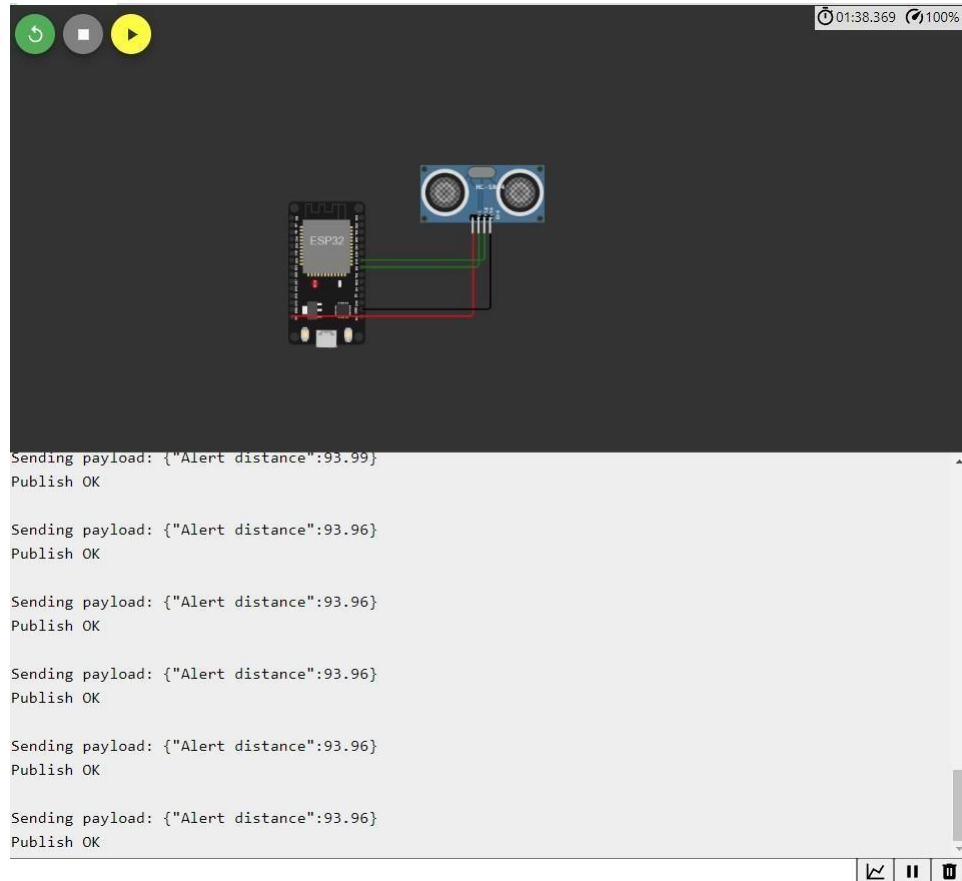 01:38.369 100%
HC-SR04
ESP32
Sending payload: {"Alert distance":93.99}
Publish OK
Sending payload: {"Alert distance":93.96}
Publish OK
Sending payload: {"Alert distance":93.96}
Publish OK
Sending payload: {"Alert distance":93.96}
Publish OK
Sending payload: {"Alert distance":93.96}
Publish OK
Sending payload: {"Alert distance":93.96}
Publish OK